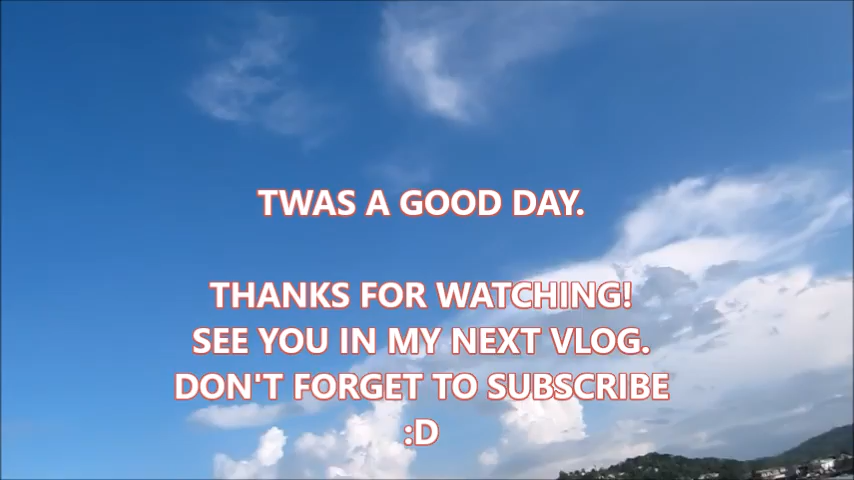 TWAS A GOOD DAY.
THANKS FOR WATCHING!
SEE YOU IN MY NEXT VLOG.
DON'T FORGET TO SUBSCRIBE
:D